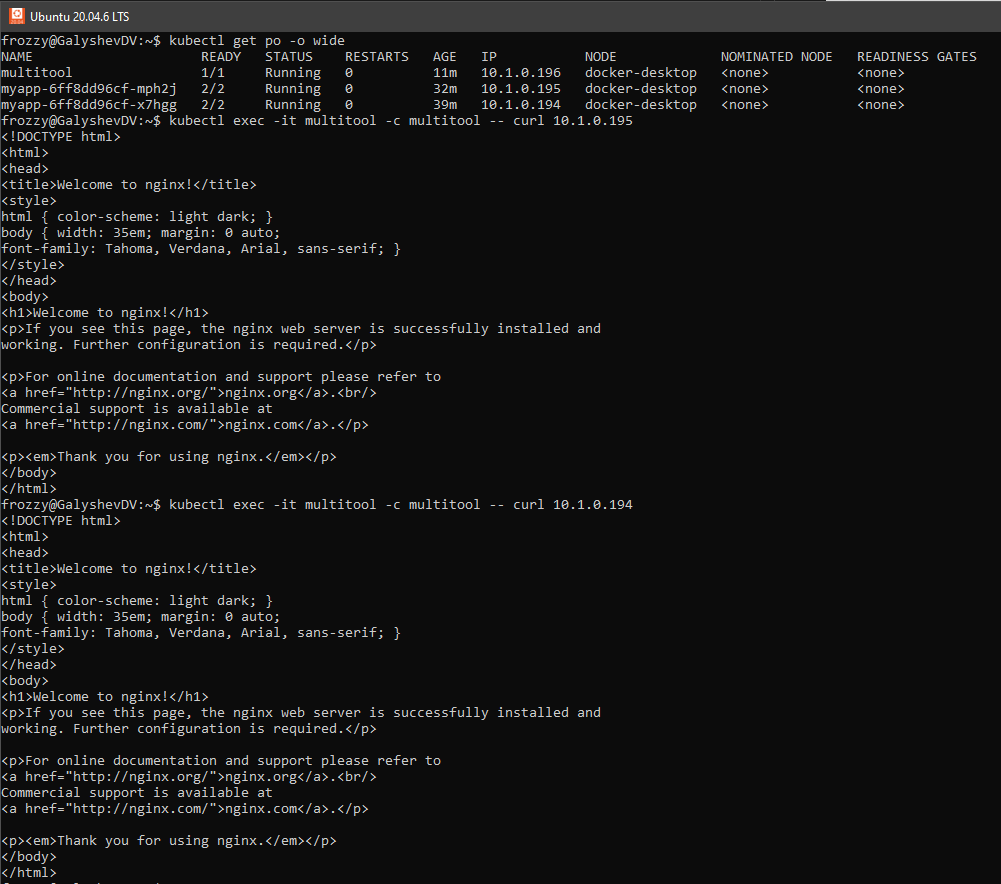 Ubuntu 20.04.6 LTS
frozzy@GalyshevDV:~$ kubectl get po -o wide
NAME                     READY   STATUS    RESTARTS   AGE   IP           NODE             NOMINATED NODE   READINESS GATES
multitool                1/1     Running   0          11m   10.1.0.196   docker-desktop   <none>           <none>
myapp-6ff8dd96cf-mph2j   2/2     Running   0          32m   10.1.0.195   docker-desktop   <none>           <none>
myapp-6ff8dd96cf-x7hgg   2/2     Running   0          39m   10.1.0.194   docker-desktop   <none>           <none>
frozzy@GalyshevDV:~$ kubectl exec -it multitool -c multitool -- curl 10.1.0.195
<!DOCTYPE html>
<html>
<head>
<title>Welcome to nginx!</title>
<style>
html { color-scheme: light dark; }
body { width: 35em; margin: 0 auto;
font-family: Tahoma, Verdana, Arial, sans-serif; }
</style>
</head>
<body>
<h1>Welcome to nginx!</h1>
<p>If you see this page, the nginx web server is successfully installed and
working. Further configuration is required.</p>

<p>For online documentation and support please refer to
<a href="http://nginx.org/">nginx.org</a>.<br/>
Commercial support is available at
<a href="http://nginx.com/">nginx.com</a>.</p>

<p><em>Thank you for using nginx.</em></p>
</body>
</html>
frozzy@GalyshevDV:~$ kubectl exec -it multitool -c multitool -- curl 10.1.0.194
<!DOCTYPE html>
<html>
<head>
<title>Welcome to nginx!</title>
<style>
html { color-scheme: light dark; }
body { width: 35em; margin: 0 auto;
font-family: Tahoma, Verdana, Arial, sans-serif; }
</style>
</head>
<body>
<h1>Welcome to nginx!</h1>
<p>If you see this page, the nginx web server is successfully installed and
working. Further configuration is required.</p>

<p>For online documentation and support please refer to
<a href="http://nginx.org/">nginx.org</a>.<br/>
Commercial support is available at
<a href="http://nginx.com/">nginx.com</a>.</p>

<p><em>Thank you for using nginx.</em></p>
</body>
</html>